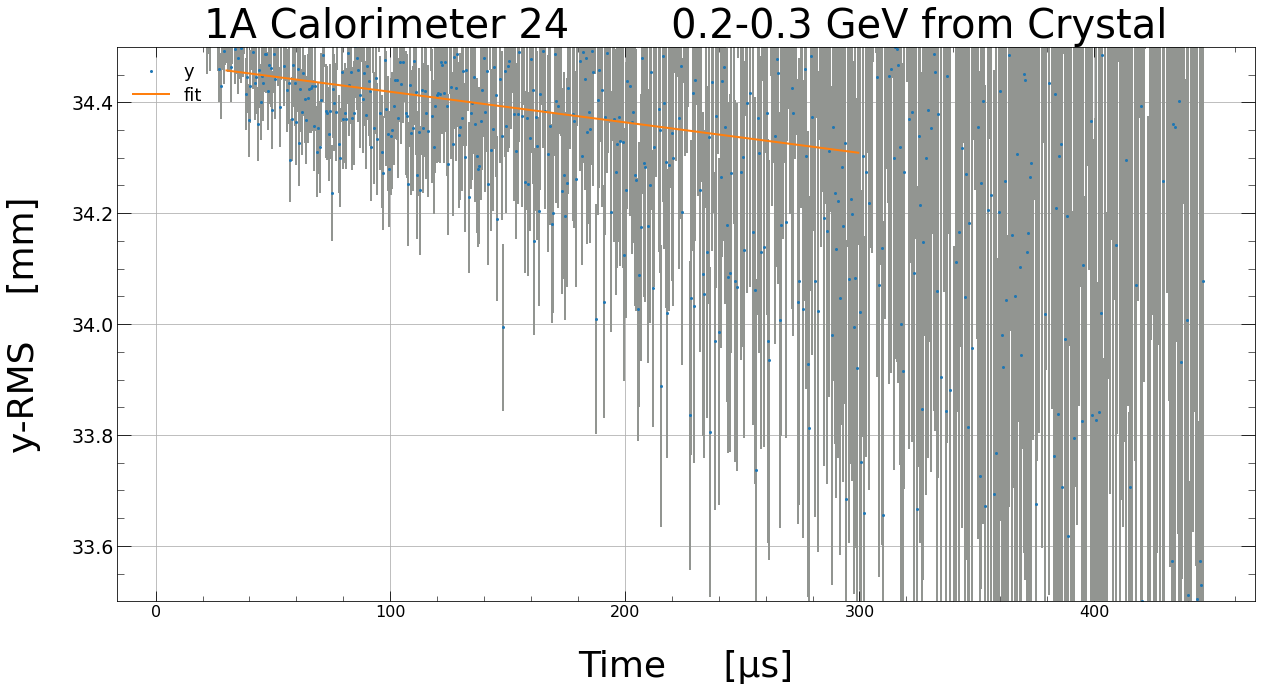 1A Calorimeter 24 0.2-0.3 GeV from Crystal
y
fit
34.4
34.2
34.0
33.8
33.6
y-RMS [mm]
0 100 200 300 400
Time [μs]